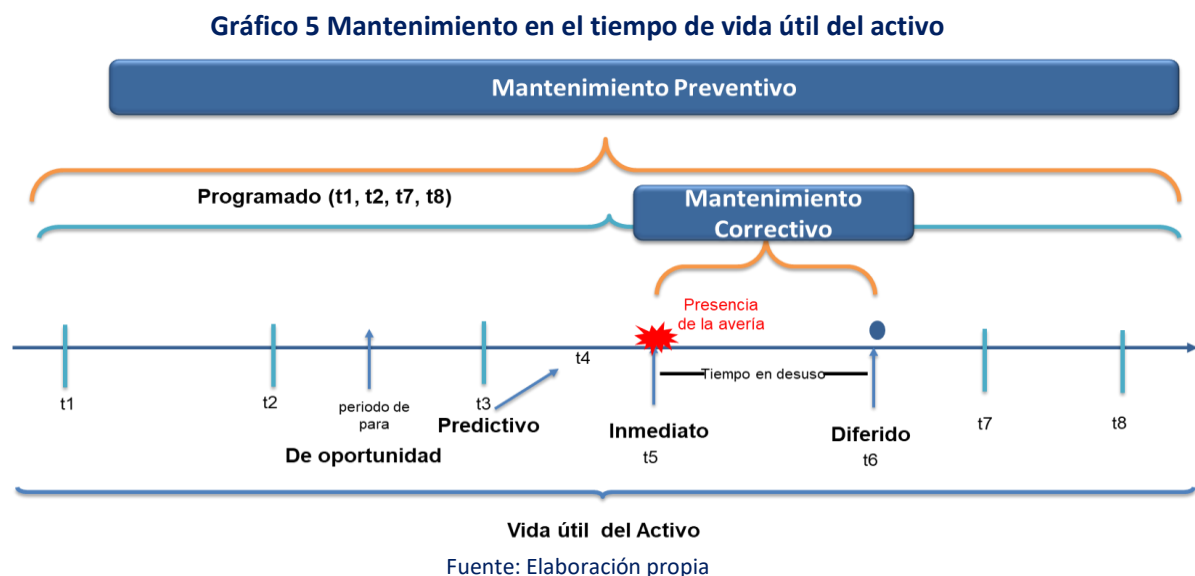 Gráfico 5 Mantenimiento en el tiempo de vida útil del activo
Mantenimiento Preventivo
Programado (t1, t2, t7, t8)
Mantenimiento
Correctivo
Presencia
de la avería
t4
Tiempo en desuso
t1
t2
periodo de
para
t3
Predictivo
De oportunidad
Inmediato
t5
Diferido
t6
t7
t8
Vida útil del Activo
Fuente: Elaboración propia